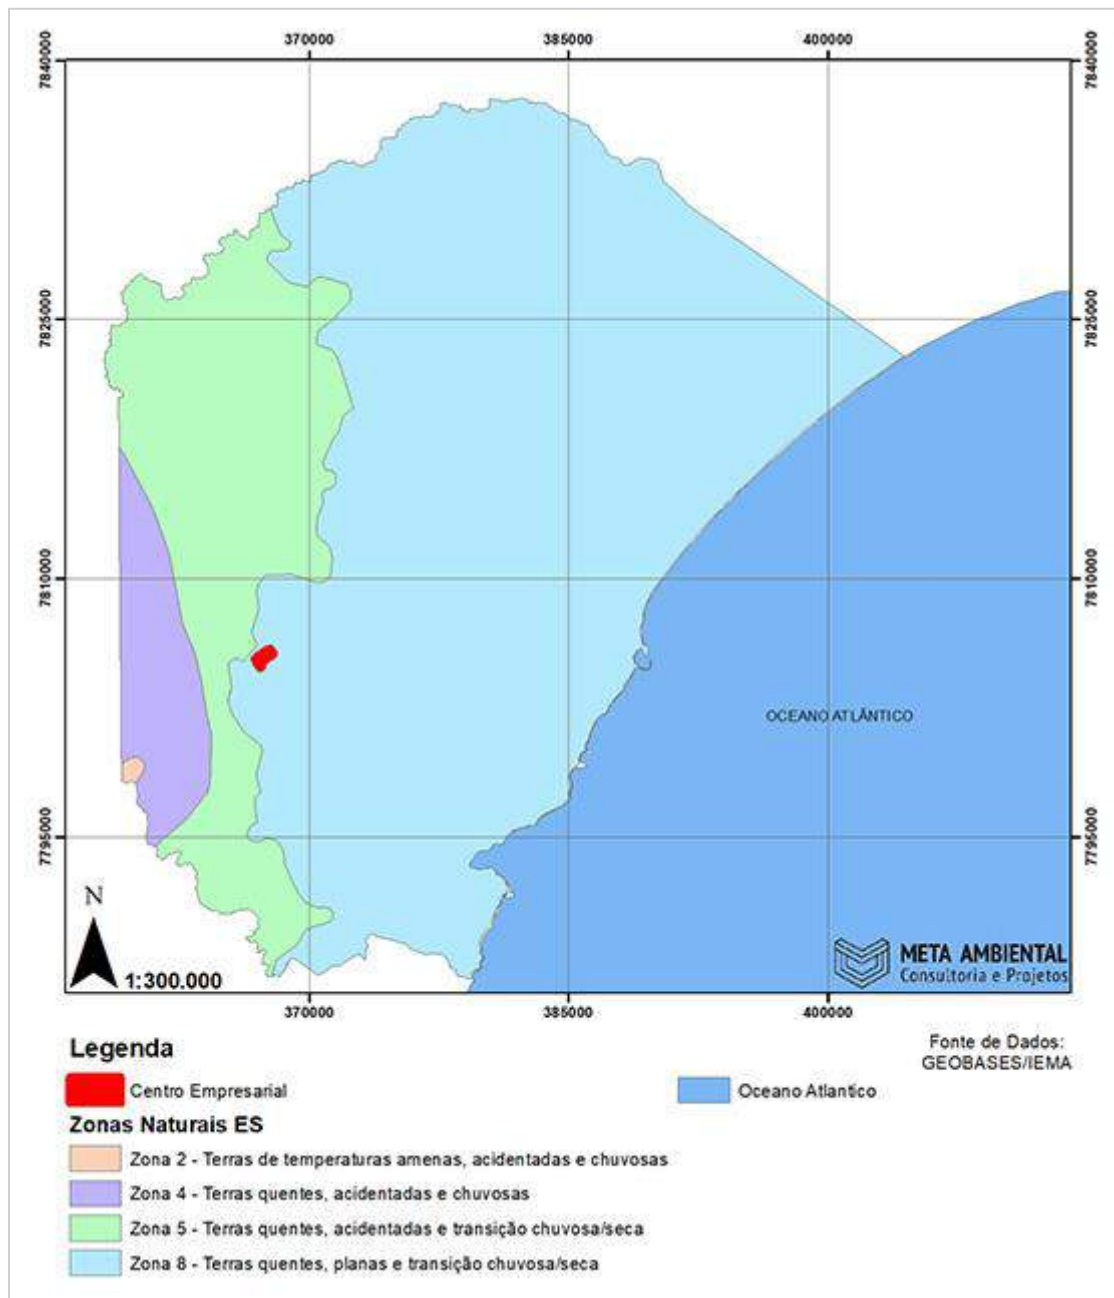 370000 385000 400000
7840000 7840000
7825000 7825000
7810000 7810000
OCEANO ATLÂNTICO
7795000 7795000
N
1:300.000
META AMBIENTAL
Consultoria e Projetos
370000 385000 400000
Legenda
Fonte de Dados:
GEOBASES/IEMA
Centro Empresarial
Oceano Atlantico
Zonas Naturais ES
Zona 2 - Terras de temperaturas amenas, acidentadas e chuvosas
Zona 4 - Terras quentes, acidentadas e chuvosas
Zona 5 - Terras quentes, acidentadas e transição chuvosa/seca
Zona 8 - Terras quentes, planas e transição chuvosa/seca